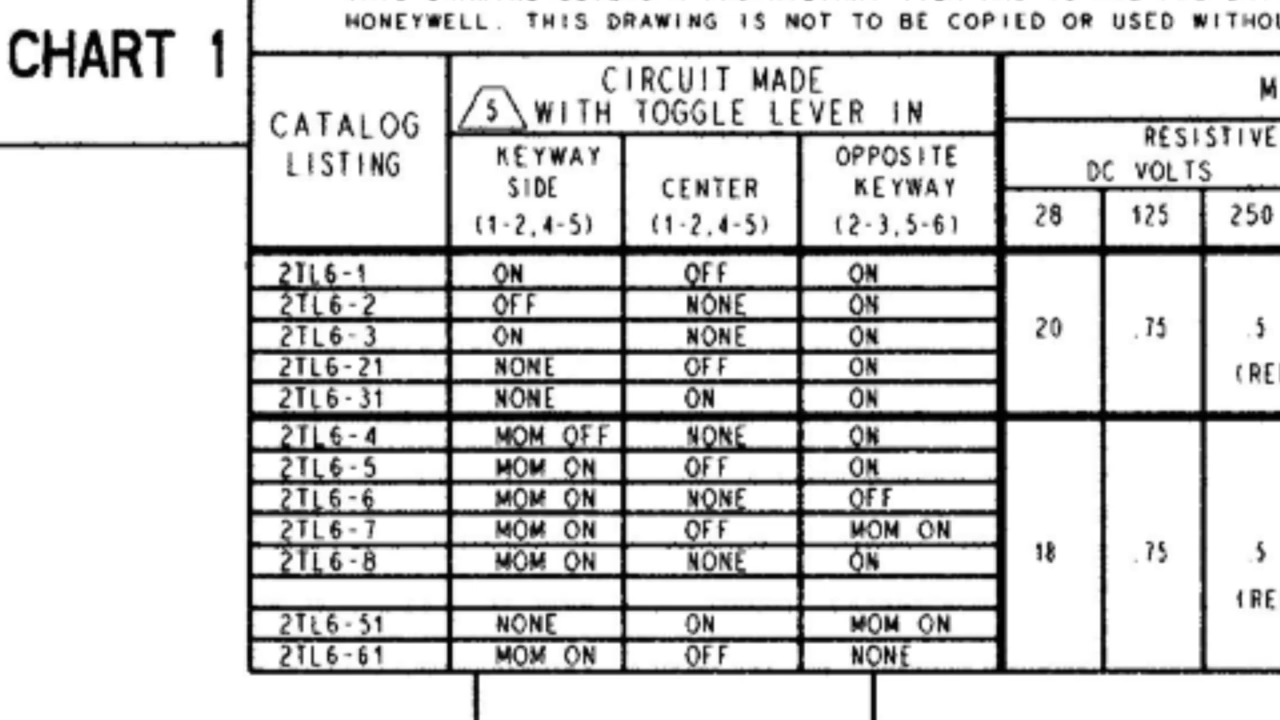 HONEYWELL. THIS DRAWING IS NOT TO BE COPIED OR USED
CHART 1
CATALOG LISTING
5
CIRCUIT MADE
WITH TOGGLE LEVER IN
KEYWAY SIDE (1-2,4-5)
CENTER (1-2,4-5)
OPPOSITE KEYWAY (2-3,5-6)
M
RESISTIVE
DC VOLTS
28 125 250
2TL6-1 ON OFF ON
2TL6-2 OFF NONE ON
2TL6-3 ON NONE ON
20 .75 .5
2TL6-21 NONE OFF ON
(RE
2TL6-31 NONE ON ON
2TL6-4 MOM OFF NONE ON
2TL6-5 MOM ON OFF ON
2TL6-6 MOM ON NONE OFF
2TL6-7 MOM ON OFF MOM ON
2TL6-8 MOM ON NONE ON
18 .75 .5
(RE
2TL6-51 NONE ON MOM ON
2TL6-61 MOM ON OFF NONE